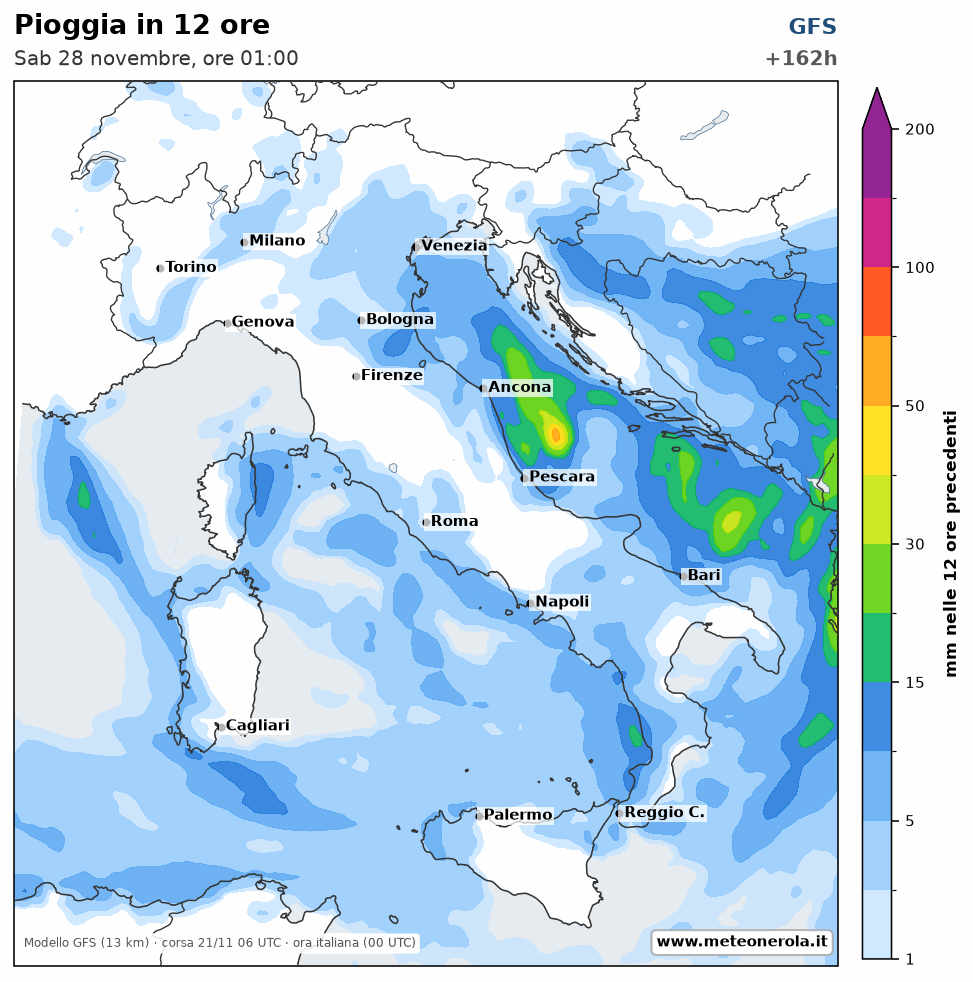 Pioggia in 12 ore
GFS
Sab 28 novembre, ore 01:00
+162h
200
Milano
Venezia
Torino
100
Genova
Bologna
Firenze
Ancona
50
Pescara
Roma
30
Bari
Napoli
15
Cagliari
Palermo
Reggio C.
5
mm nelle 12 ore precedenti
Modello GFS (13 km) · corsa 21/11 06 UTC · ora italiana (00 UTC)
www.meteonerola.it
1